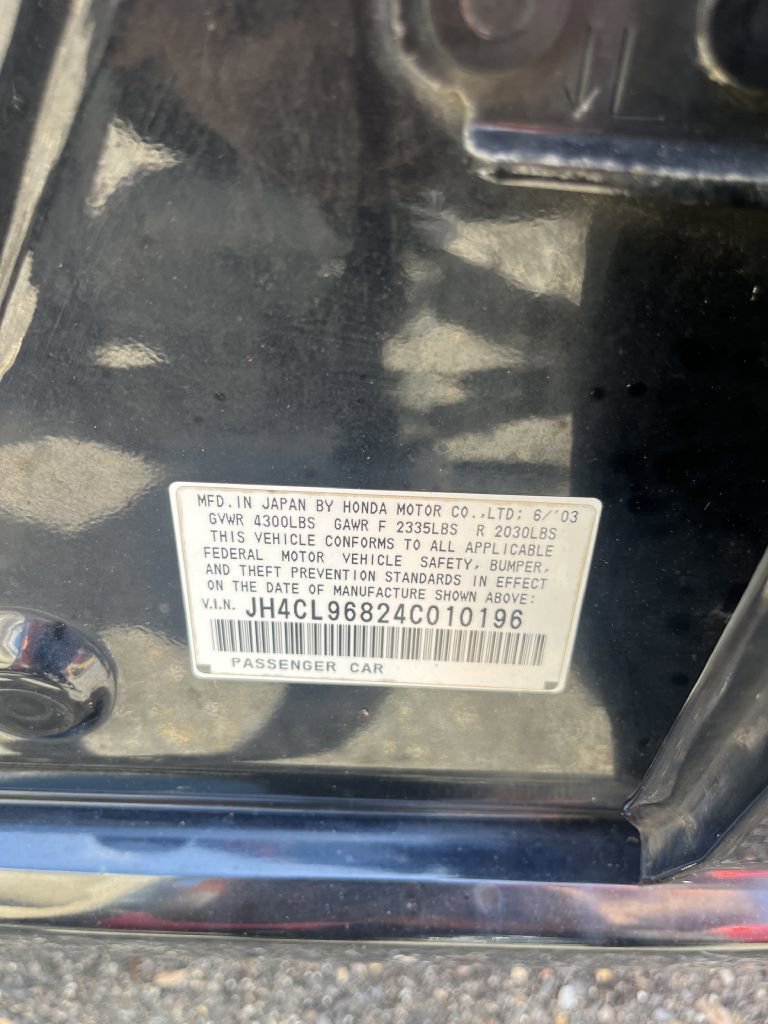 MFD.IN JAPAN BY HONDA MOTOR CO.,LTD; 6/'03
GVWR 4300LBS GAWR F 2335LBS R 2030LBS
THIS VEHICLE CONFORMS TO ALL APPLICABLE
FEDERAL MOTOR VEHICLE SAFETY, BUMPER,
AND THEFT PREVENTION STANDARDS IN EFFECT
ON THE DATE OF MANUFACTURE SHOWN ABOVE:
V.I.N. JH4CL96824C010196
PASSENGER CAR